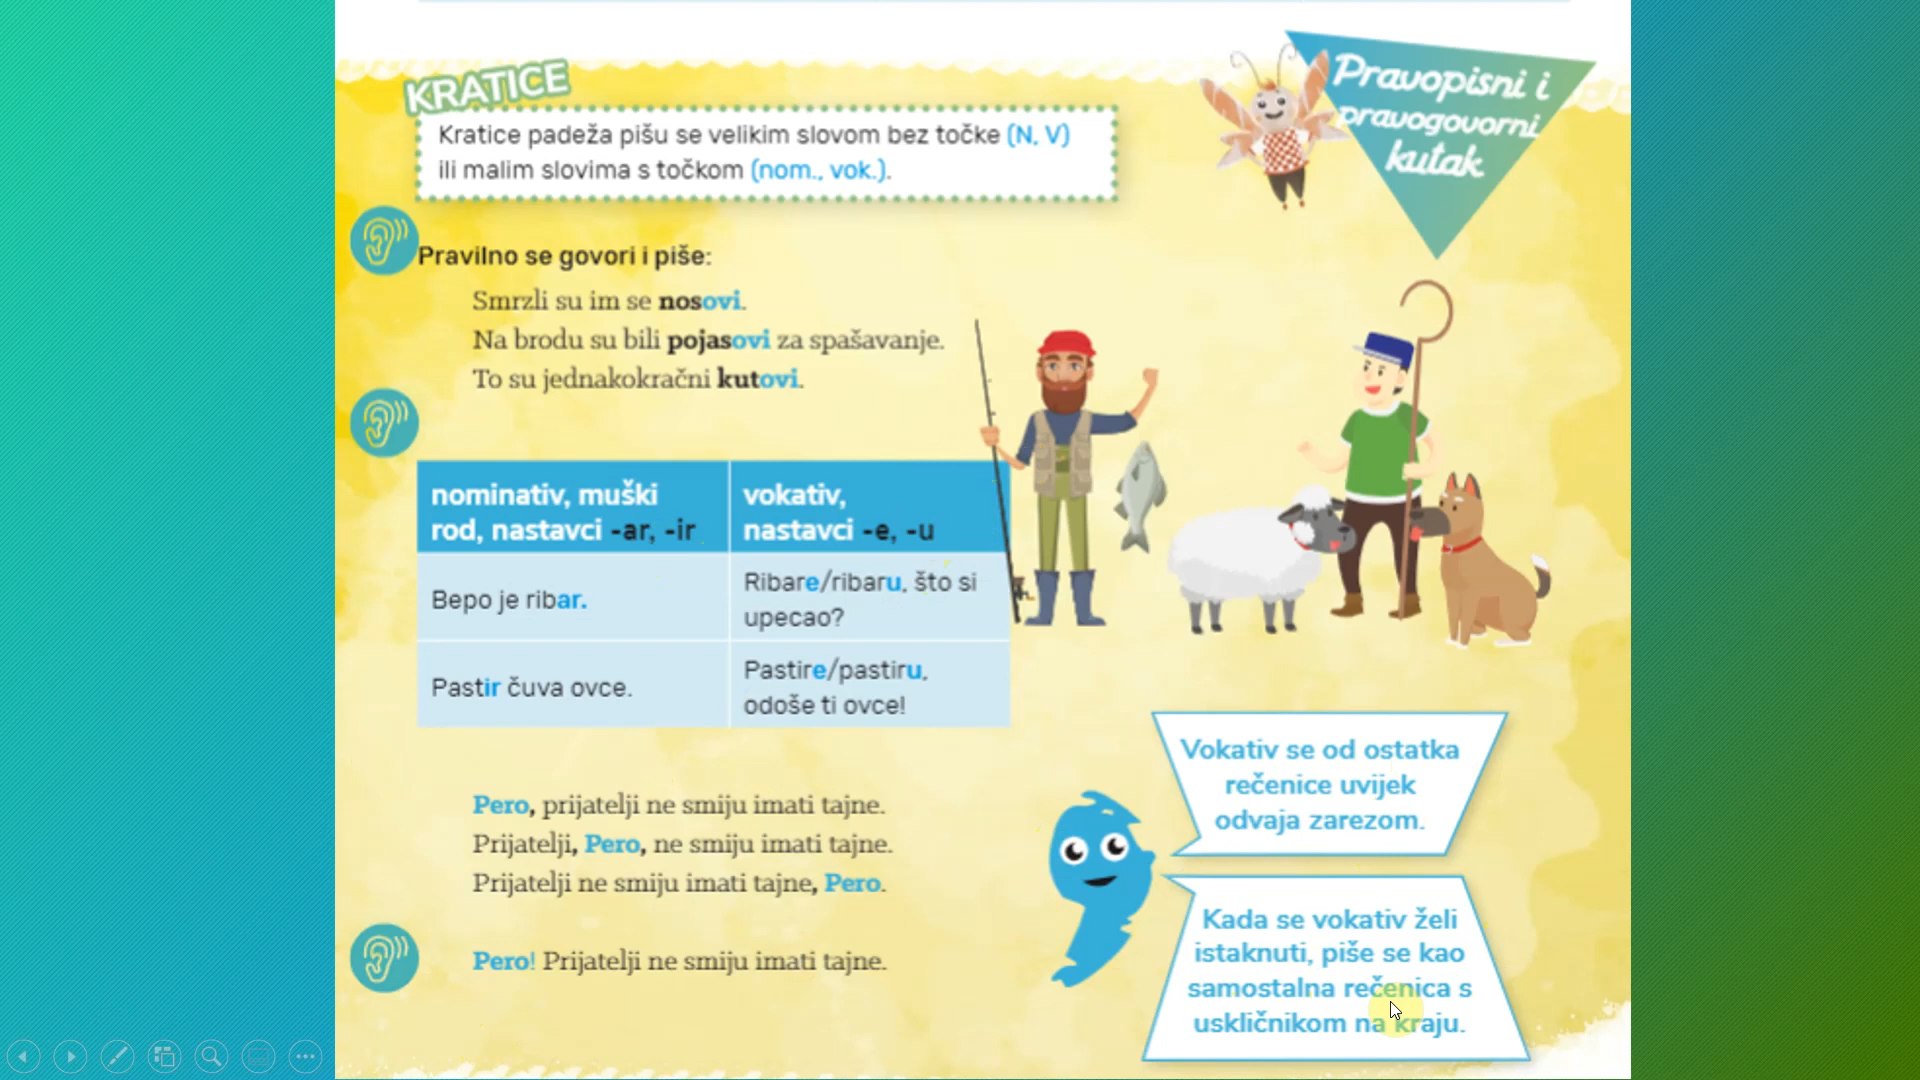 KRATICE
Kratice padeža pišu se velikim slovom bez točke (N, V)
ili malim slovima s točkom (nom., vok.).
Pravopisni i
pravogovorni
kutak
Pravilno se govori i piše:
Smrzli su im se nosovi.
Na brodu su bili pojasovi za spašavanje.
To su jednakokračni kutovi.
nominativ, muški
rod, nastavci -ar, -ir
vokativ,
nastavci -e, -u
Bepo je ribar.
Ribare/ribaru, što si
upecao?
Pastir čuva ovce.
Pastire/pastiru,
odoše ti ovce!
Pero, prijatelji ne smiju imati tajne.
Prijatelji, Pero, ne smiju imati tajne.
Prijatelji ne smiju imati tajne, Pero.
Pero! Prijatelji ne smiju imati tajne.
Vokativ se od ostatka
rečenice uvijek
odvaja zarezom.
Kada se vokativ želi
istaknuti, piše se kao
samostalna rečenica s
uskličnikom na kraju.